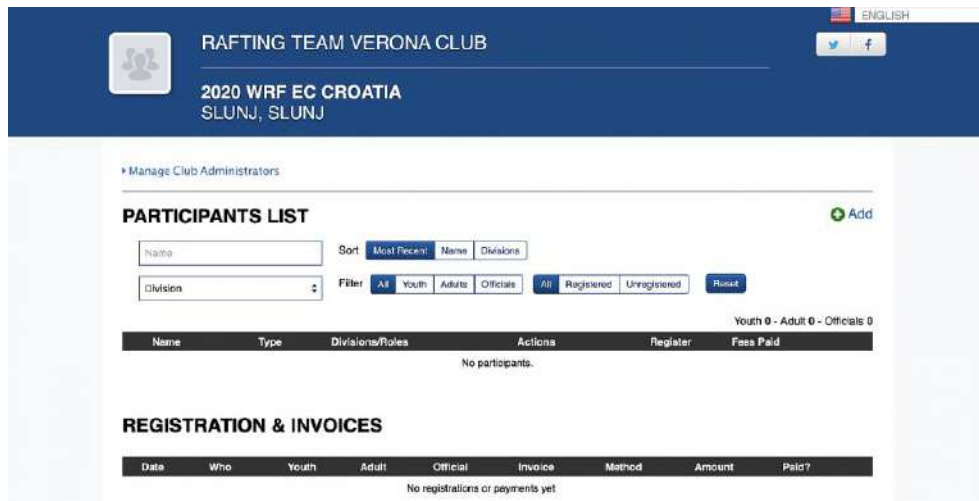 ENGLISH
RAFTING TEAM VERONA CLUB
2020 WRF EC CROATIA
SLUNJ, SLUNJ
Manage Club Administrators
PARTICIPANTS LIST
Add
Name Sort Most Recent Name Divisions
Division Filter All Youth Adults Officials All Registered Unregistered Reset
Youth 0 - Adult 0 - Officials 0
Name Type Divisions/Roles Actions Register Fees Paid
No participants.
REGISTRATION & INVOICES
Date Who Youth Adult Official Invoice Method Amount Paid?
No registrations or payments yet